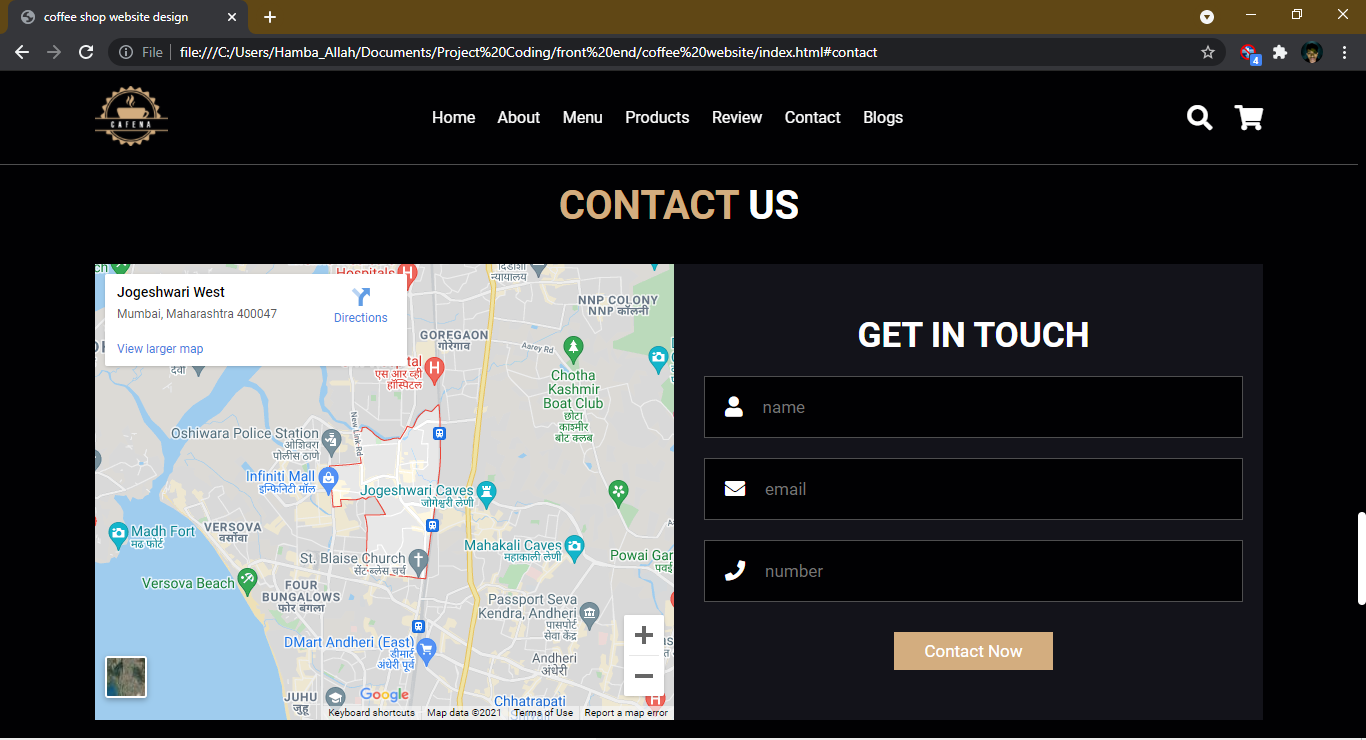 coffee shop website design
File
file:///C:/Users/Hamba_Allah/Documents/Project%20Coding/front%20end/coffee%20website/index.html#contact
4
CAFENA
Home About Menu Products Review Contact Blogs
CONTACT US
Jogeshwari West
Mumbai, Maharashtra 400047
Directions
View larger map
Hospitals
न्यायालय
NNP COLONY
NNP कॉलनी
GOREGAON
गोरेगाव
Aarey Rd
एस आर व्ही
हॉस्पिटल
Chotha
Kashmir
Boat Club
छोटा
काश्मीर
बोट क्लब
New Link Rd
Oshiwara Police Station
ओशिवरा
पोलीस ठाणे
Infiniti Mall
इन्फिनिटी मॉल
Jogeshwari Caves
जोगेश्वरी लेणी
Madh Fort
मढ फोर्ट
VERSOVA
वर्सोवा
Mahakali Caves
महाकाली लेणी
St. Blaise Church
सेंट ब्लेस चर्च
Powai Gar
पवई
Versova Beach
FOUR
BUNGALOWS
फोर बंगला
Passport Seva
Kendra, Andheri
पासपोर्ट
सेवा केंद्र
DMart Andheri (East)
डीमार्ट
अंधेरी पूर्व
Andheri
अंधेरी
JUHU
जुहू
Chhatrapati
Google
Keyboard shortcuts Map data ©2021 Terms of Use Report a map error
GET IN TOUCH
name
email
number
Contact Now